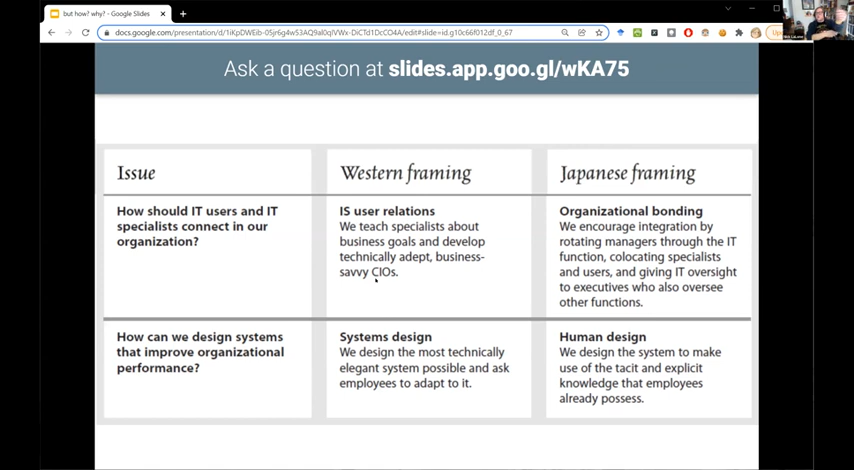 but how? why? - Google Slides
docs.google.com/presentation/d/1iKpDWEib-05jr6g4w53AQ9al0qiVWx-DiCTd1DcCO4A/edit#slide=id.g10c66f012df_0_67
Ask a question at slides.app.goo.gl/wKA75
Issue
Western framing
Japanese framing
How should IT users and IT
specialists connect in our
organization?
IS user relations
We teach specialists about
business goals and develop
technically adept, business-
savvy CIOs.
Organizational bonding
We encourage integration by
rotating managers through the IT
function, colocating specialists
and users, and giving IT oversight
to executives who also oversee
other functions.
How can we design systems
that improve organizational
performance?
Systems design
We design the most technically
elegant system possible and ask
employees to adapt to it.
Human design
We design the system to make
use of the tacit and explicit
knowledge that employees
already possess.